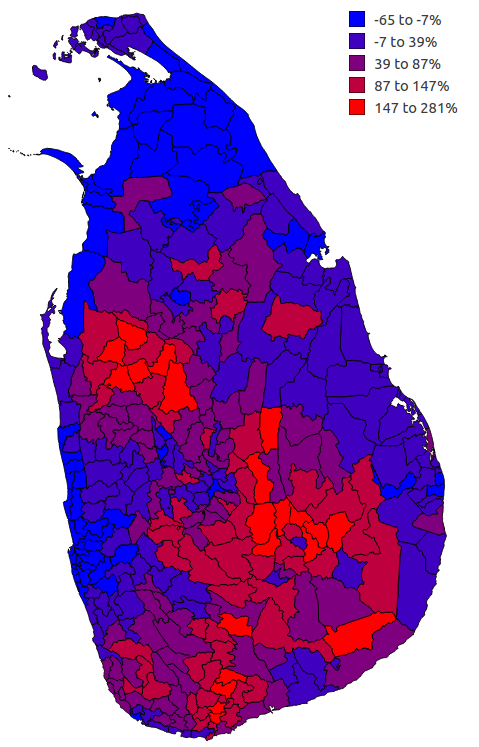 -65 to -7%
-7 to 39%
39 to 87%
87 to 147%
147 to 281%